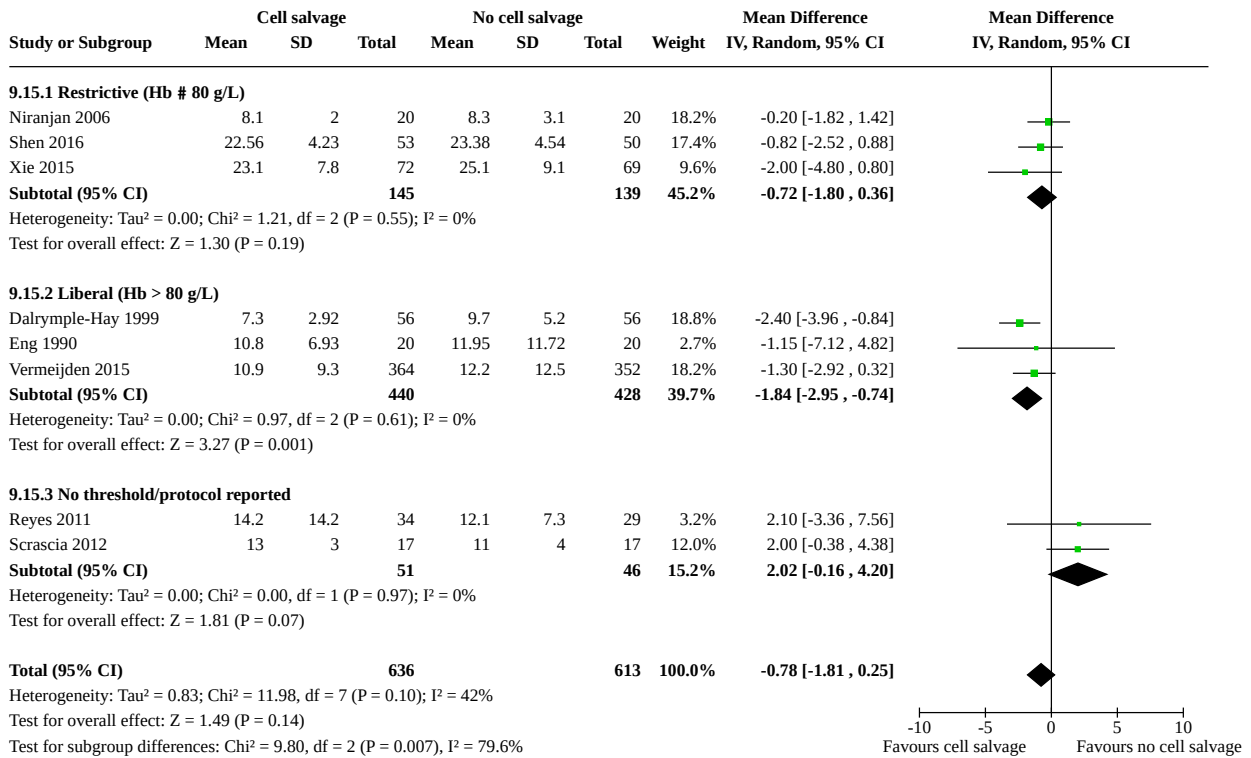 Cell salvage No cell salvage Mean Difference Mean Difference
Study or Subgroup Mean SD Total Mean SD Total Weight IV, Random, 95% CI IV, Random, 95% CI
9.15.1 Restrictive (Hb # 80 g/L)
Niranjan 2006 8.1 2 20 8.3 3.1 20 18.2% -0.20 [-1.82 , 1.42]
Shen 2016 22.56 4.23 53 23.38 4.54 50 17.4% -0.82 [-2.52 , 0.88]
Xie 2015 23.1 7.8 72 25.1 9.1 69 9.6% -2.00 [-4.80 , 0.80]
Subtotal (95% CI) 145 139 45.2% -0.72 [-1.80 , 0.36]
Heterogeneity: Tau² = 0.00; Chi² = 1.21, df = 2 (P = 0.55); I² = 0%
Test for overall effect: Z = 1.30 (P = 0.19)
9.15.2 Liberal (Hb > 80 g/L)
Dalrymple-Hay 1999 7.3 2.92 56 9.7 5.2 56 18.8% -2.40 [-3.96 , -0.84]
Eng 1990 10.8 6.93 20 11.95 11.72 20 2.7% -1.15 [-7.12 , 4.82]
Vermeijden 2015 10.9 9.3 364 12.2 12.5 352 18.2% -1.30 [-2.92 , 0.32]
Subtotal (95% CI) 440 428 39.7% -1.84 [-2.95 , -0.74]
Heterogeneity: Tau² = 0.00; Chi² = 0.97, df = 2 (P = 0.61); I² = 0%
Test for overall effect: Z = 3.27 (P = 0.001)
9.15.3 No threshold/protocol reported
Reyes 2011 14.2 14.2 34 12.1 7.3 29 3.2% 2.10 [-3.36 , 7.56]
Scrascia 2012 13 3 17 11 4 17 12.0% 2.00 [-0.38 , 4.38]
Subtotal (95% CI) 51 46 15.2% 2.02 [-0.16 , 4.20]
Heterogeneity: Tau² = 0.00; Chi² = 0.00, df = 1 (P = 0.97); I² = 0%
Test for overall effect: Z = 1.81 (P = 0.07)
Total (95% CI) 636 613 100.0% -0.78 [-1.81 , 0.25]
Heterogeneity: Tau² = 0.83; Chi² = 11.98, df = 7 (P = 0.10); I² = 42%
Test for overall effect: Z = 1.49 (P = 0.14)
-10 -5 0 5 10
Test for subgroup differences: Chi² = 9.80, df = 2 (P = 0.007), I² = 79.6% Favours cell salvage Favours no cell salvage